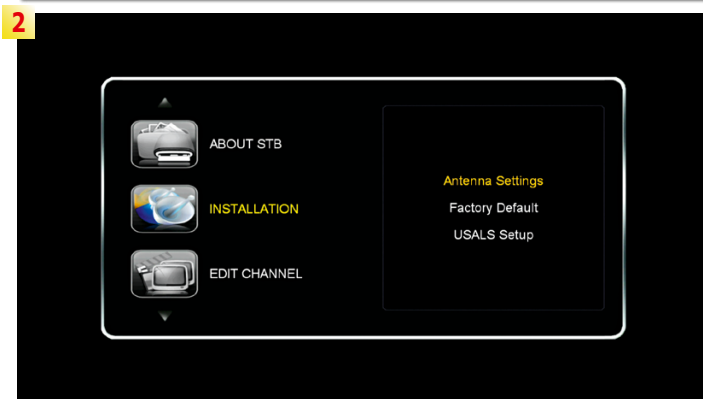 2
ABOUT STB
INSTALLATION
EDIT CHANNEL
Antenna Settings
Factory Default
USALS Setup